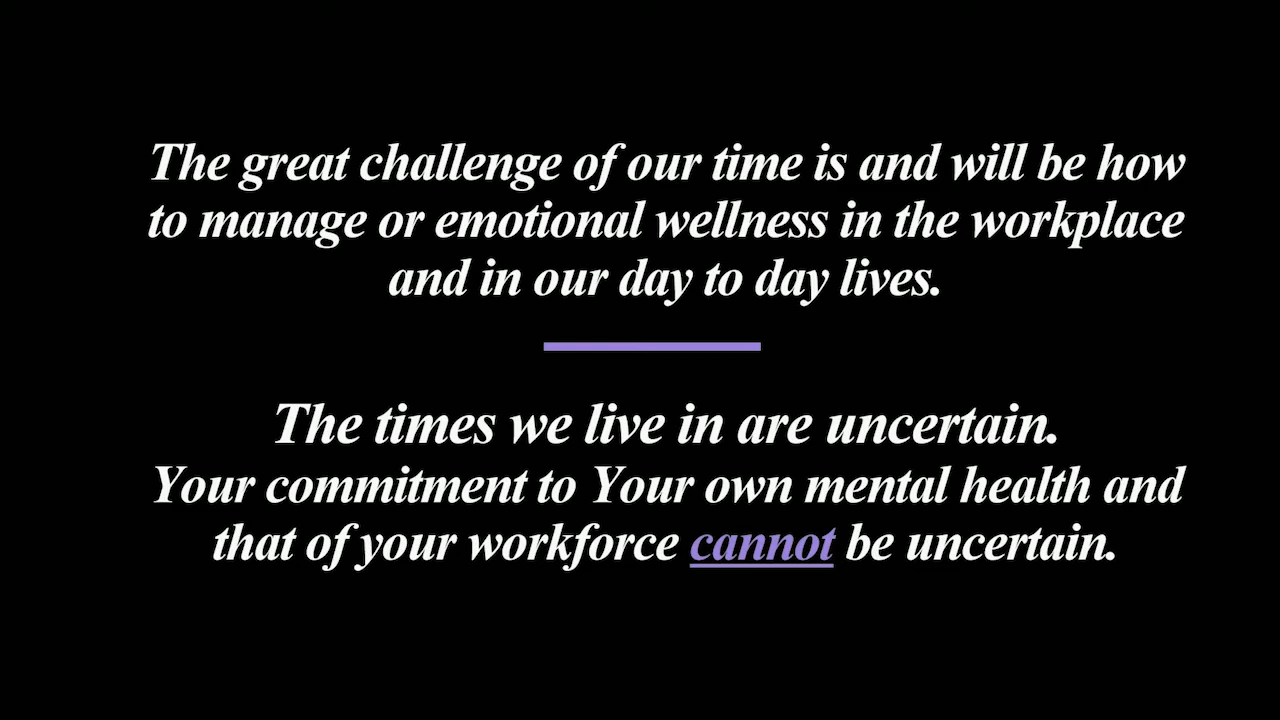 The great challenge of our time is and will be how
to manage or emotional wellness in the workplace
and in our day to day lives.
The times we live in are uncertain.
Your commitment to Your own mental health and
that of your workforce cannot be uncertain.